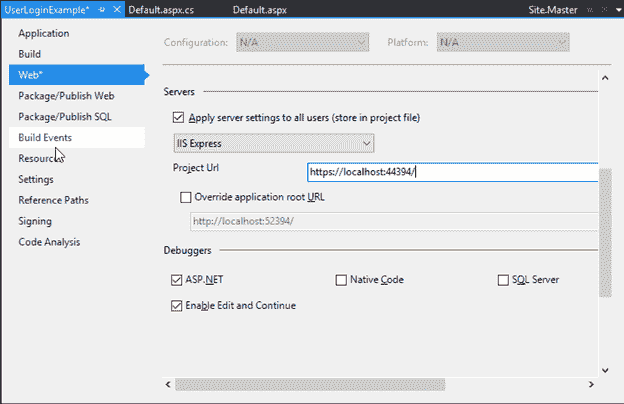 UserLoginExample* Default.aspx.cs Default.aspx Site.Master
Application
Build
Web*
Package/Publish Web
Package/Publish SQL
Build Events
Resources
Settings
Reference Paths
Signing
Code Analysis
Configuration: N/A Platform: N/A
Servers
Apply server settings to all users (store in project file)
IIS Express
Project Url https://localhost:44394/
Override application root URL
http://localhost:52394/
Debuggers
ASP.NET Native Code SQL Server
Enable Edit and Continue